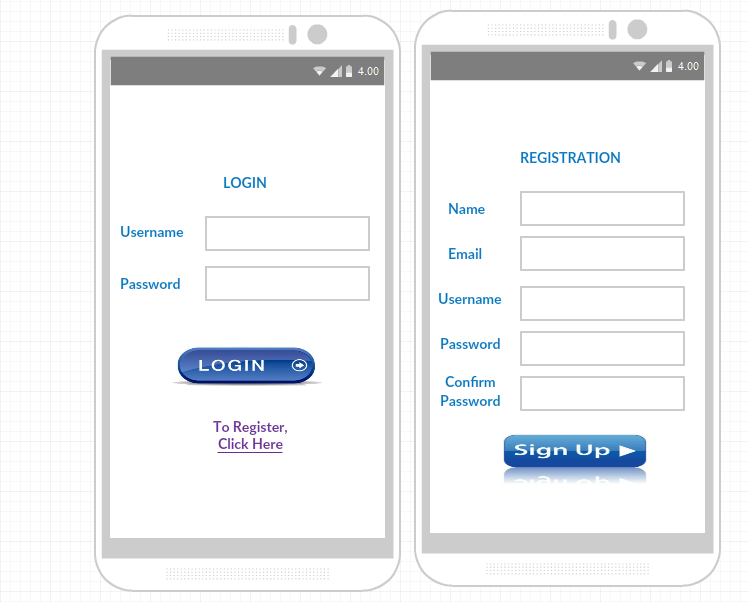 4.00
LOGIN
Username
Password
LOGIN
To Register,
Click Here
4.00
REGISTRATION
Name
Email
Username
Password
Confirm
Password
Sign Up